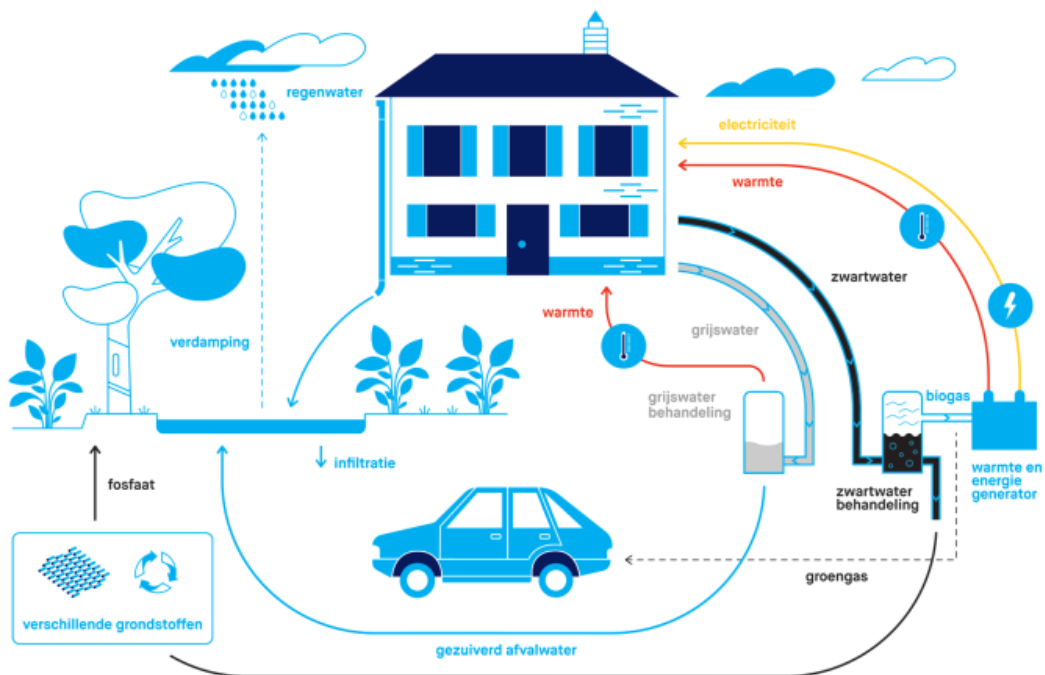 regenwater
electriciteit
warmte
zwartwater
warmte
grijswater
verdamping
grijswater
behandeling
biogas
infiltratie
warmte en
energie
generator
fosfaat
zwartwater
behandeling
groengas
verschillende grondstoffen
gezuiverd afvalwater